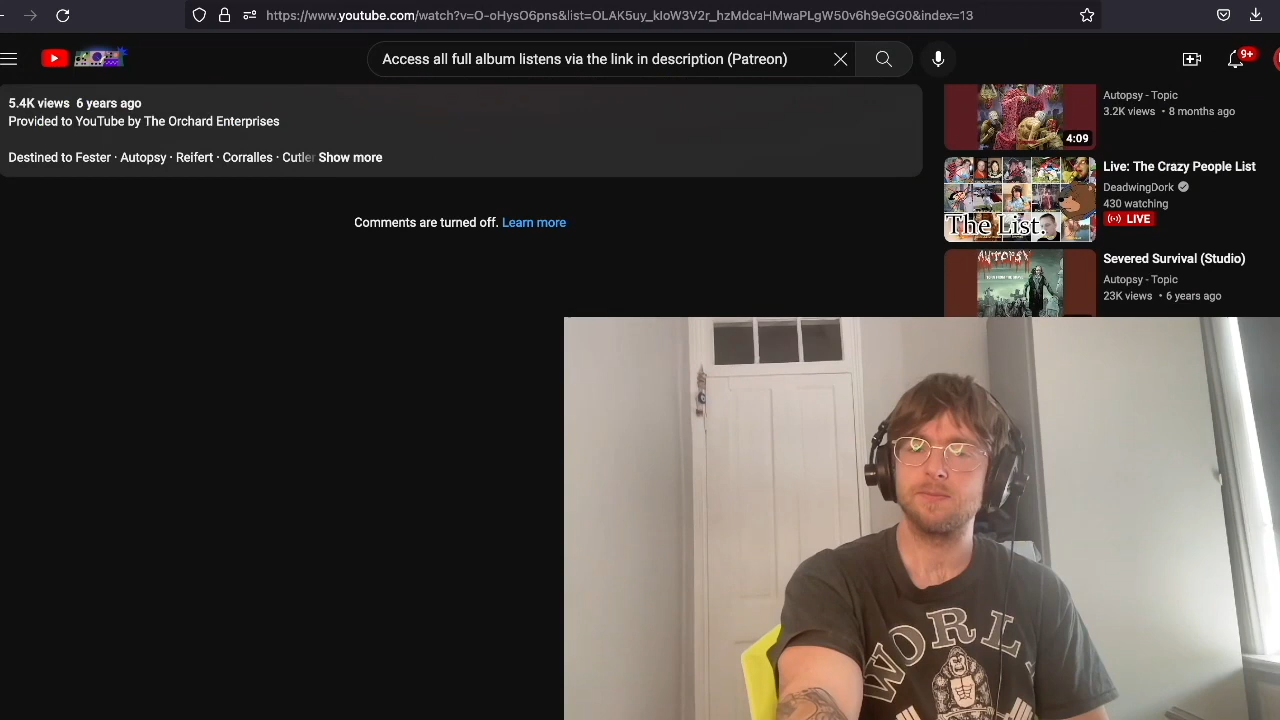 https://www.youtube.com/watch?v=O-oHysO6pns&list=OLAK5uy_kIoW3V2r_hzMdcaHMwaPLgW50v6h9eGG0&index=13
Access all full album listens via the link in description (Patreon)
9+
5.4K views 6 years ago
Provided to YouTube by The Orchard Enterprises
Destined to Fester · Autopsy · Reifert · Corralles · Cutler Show more
Comments are turned off. Learn more
4:09
Autopsy - Topic
3.2K views • 8 months ago
The List.
Live: The Crazy People List
DeadwingDork
430 watching
LIVE
AUTOPSY
Severed Survival (Studio)
Autopsy - Topic
23K views • 6 years ago
WORL